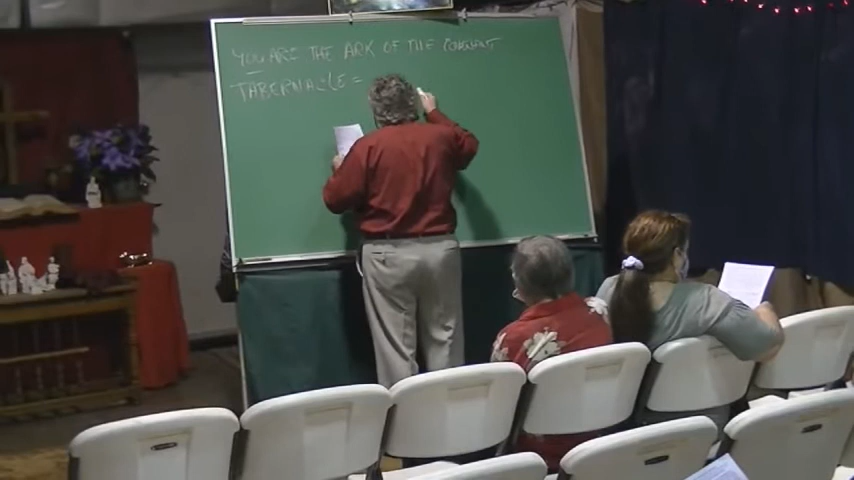 YOU ARE THE ARK OF THE COVENANT
TABERNACLE =